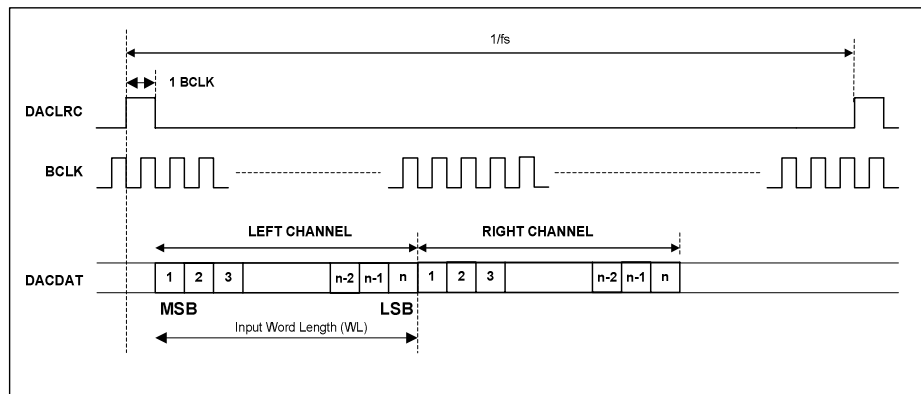 1/fs
1 BCLK
DACLRC
BCLK
LEFT CHANNEL RIGHT CHANNEL
DACDAT 1 2 3 n-2 n-1 n 1 2 3 n-2 n-1 n
MSB LSB
Input Word Length (WL)